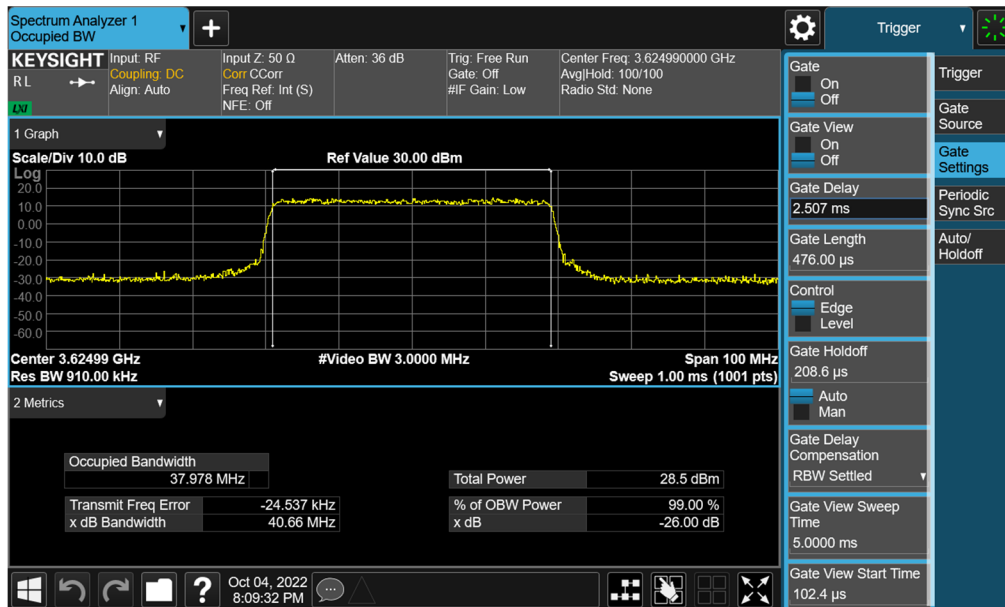 Spectrum Analyzer 1
Occupied BW
+
Trigger
KEYSIGHT
R L
LXI
Input: RF
Coupling: DC
Align: Auto
Input Z: 50 Ω
Corr CCorr
Freq Ref: Int (S)
NFE: Off
Atten: 36 dB
Trig: Free Run
Gate: Off
#IF Gain: Low
Center Freq: 3.624990000 GHz
Avg|Hold: 100/100
Radio Std: None
1 Graph
Scale/Div 10.0 dB
Ref Value 30.00 dBm
Log
20.0
10.0
0.00
-10.0
-20.0
-30.0
-40.0
-50.0
-60.0
Center 3.62499 GHz
#Video BW 3.0000 MHz
Span 100 MHz
Res BW 910.00 kHz
Sweep 1.00 ms (1001 pts)
2 Metrics
Occupied Bandwidth
37.978 MHz
Transmit Freq Error -24.537 kHz
x dB Bandwidth 40.66 MHz
Total Power 28.5 dBm
% of OBW Power 99.00 %
x dB -26.00 dB
?
Oct 04, 2022
8:09:32 PM
Gate
On
Off
Gate View
On
Off
Gate Delay
2.507 ms
Gate Length
476.00 µs
Control
Edge
Level
Gate Holdoff
208.6 µs
Auto
Man
Gate Delay
Compensation
RBW Settled
Gate View Sweep
Time
5.0000 ms
Gate View Start Time
102.4 µs
Trigger
Gate
Source
Gate
Settings
Periodic
Sync Src
Auto/
Holdoff